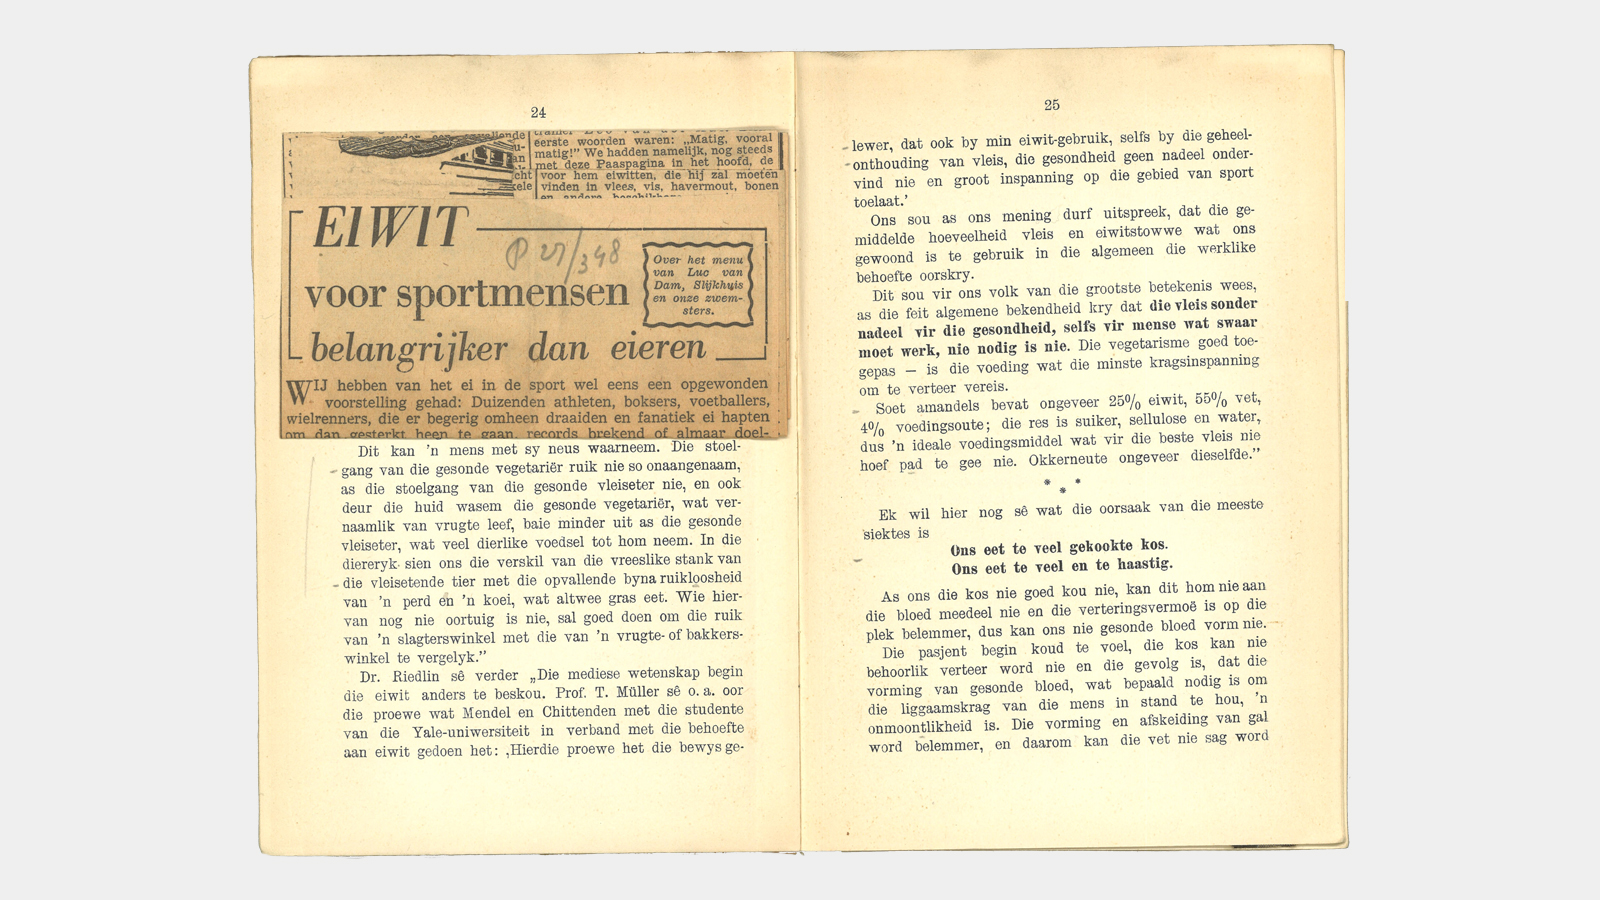 24
eerste woorden waren: „Matig, vooral
matig!” We hadden namelijk, nog steeds
met deze Paaspagina in het hoofd, de
voor hem eiwitten, die hij zal moeten
vinden in vlees, vis, havermout, bonen
EIWIT
P 27/3 48
voor sportmensen
belangrijker dan eieren
Over het menu
van Luc van
Dam, Slijkhuis
en onze zwem-
sters.
WIJ hebben van het ei in de sport wel eens een opgewonden
voorstelling gehad: Duizenden athleten, boksers, voetballers,
wielrenners, die er begerig omheen draaiden en fanatiek ei hapten
om dan gesterkt heen te gaan, records brekend of almaar doel-
Dit kan 'n mens met sy neus waarneem. Die stoel-
gang van die gesonde vegetariër ruik nie so onaangenaam,
as die stoelgang van die gesonde vleiseter nie, en ook
deur die huid wasem die gesonde vegetariër, wat ver-
naamlik van vrugte leef, baie minder uit as die gesonde
vleiseter, wat veel dierlike voedsel tot hom neem. In die
diereryk sien ons die verskil van die vreeslike stank van
die vleisetende tier met die opvallende byna ruikloosheid
van 'n perd en 'n koei, wat altwee gras eet. Wie hier-
van nog nie oortuig is nie, sal goed doen om die ruik
van 'n slagterswinkel met die van 'n vrugte- of bakkers-
winkel te vergelyk.”
Dr. Riedlin sê verder „Die mediese wetenskap begin
die eiwit anders te beskou. Prof. T. Müller sê o. a. oor
die proewe wat Mendel en Chittenden met die studente
van die Yale-uniwersiteit in verband met die behoefte
aan eiwit gedoen het: ‚Hierdie proewe het die bewys ge-
25
lewer, dat ook by min eiwit-gebruik, selfs by die geheel-
onthouding van vleis, die gesondheid geen nadeel onder-
vind nie en groot inspanning op die gebied van sport
toelaat.’
Ons sou as ons mening durf uitspreek, dat die ge-
middelde hoeveelheid vleis en eiwitstowwe wat ons
gewoond is te gebruik in die algemeen die werklike
behoefte oorskry.
Dit sou vir ons volk van die grootste betekenis wees,
as die feit algemene bekendheid kry dat die vleis sonder
nadeel vir die gesondheid, selfs vir mense wat swaar
moet werk, nie nodig is nie. Die vegetarisme goed toe-
gepas — is die voeding wat die minste kragsinspanning
om te verteer vereis.
Soet amandels bevat ongeveer 25% eiwit, 55% vet,
4% voedingsoute; die res is suiker, sellulose en water,
dus 'n ideale voedingsmiddel wat vir die beste vleis nie
hoef pad te gee nie. Okkerneute ongeveer dieselfde.”
* * *
Ek wil hier nog sê wat die oorsaak van die meeste
siektes is
Ons eet te veel gekookte kos.
Ons eet te veel en te haastig.
As ons die kos nie goed kou nie, kan dit hom nie aan
die bloed meedeel nie en die verteringsvermoë is op die
plek belemmer, dus kan ons nie gesonde bloed vorm nie.
Die pasjent begin koud te voel, die kos kan nie
behoorlik verteer word nie en die gevolg is, dat die
vorming van gesonde bloed, wat bepaald nodig is om
die liggaamskrag van die mens in stand te hou, 'n
onmoontlikheid is. Die vorming en afskeiding van gal
word belemmer, en daarom kan die vet nie sag word